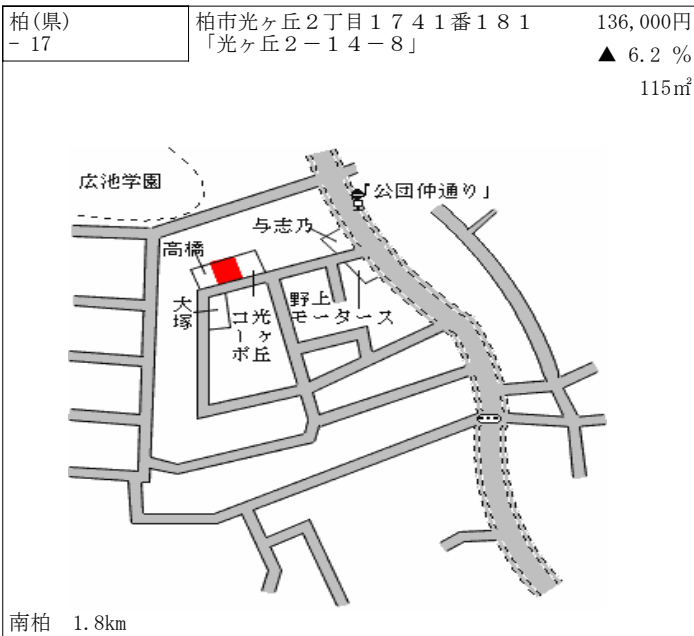 柏(県)
- 17
柏市光ヶ丘２丁目１７４１番１８１
「光ヶ丘２－１４－８」
136,000円
▲ 6.2 %
115㎡
広池学園
「公団仲通り」
与志乃
高橋
大塚
光ヶ丘
コーポ
野上
モータース
南柏 1.8km